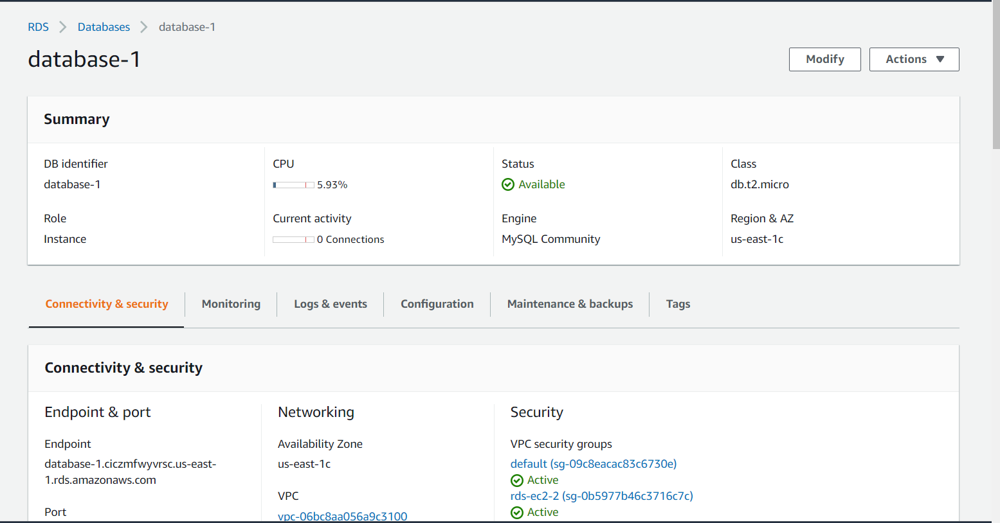 RDS > Databases > database-1
database-1
Modify
Actions
Summary
DB identifier
database-1
CPU
5.93%
Status
Available
Class
db.t2.micro
Role
Instance
Current activity
0 Connections
Engine
MySQL Community
Region & AZ
us-east-1c
Connectivity & security
Monitoring
Logs & events
Configuration
Maintenance & backups
Tags
Connectivity & security
Endpoint & port
Endpoint
database-1.ciczmfwyvrsc.us-east-
1.rds.amazonaws.com
Port
Networking
Availability Zone
us-east-1c
VPC
vpc-06bc8aa056a9c3100
Security
VPC security groups
default (sg-09c8eacac83c6730e)
Active
rds-ec2-2 (sg-0b5977b46c3716c7c)
Active